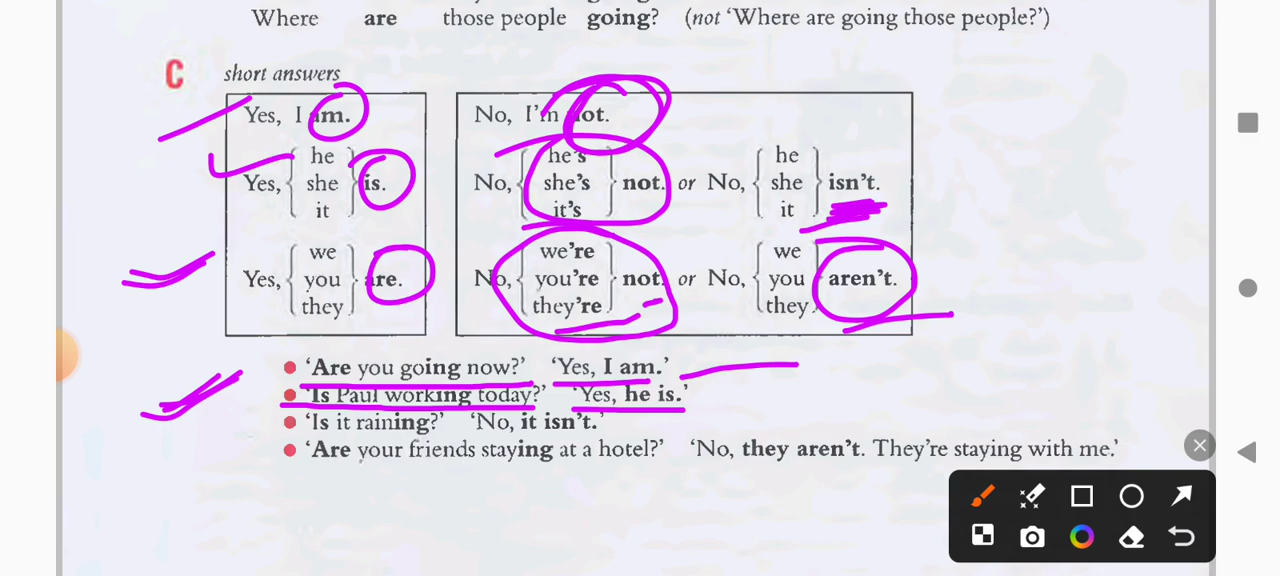 Where are those people going? (not ‘Where are going those people?’)
C short answers
Yes, I am. No, I’m not.
he he’s he
Yes, she is. No, she’s not. or No, she isn’t.
it it’s it
we we’re we
Yes, you are. No, you’re not. or No, you aren’t.
they they’re they
‘Are you going now?’ ‘Yes, I am.’
‘Is Paul working today?’ ‘Yes, he is.’
‘Is it raining?’ ‘No, it isn’t.’
‘Are your friends staying at a hotel?’ ‘No, they aren’t. They’re staying with me.’